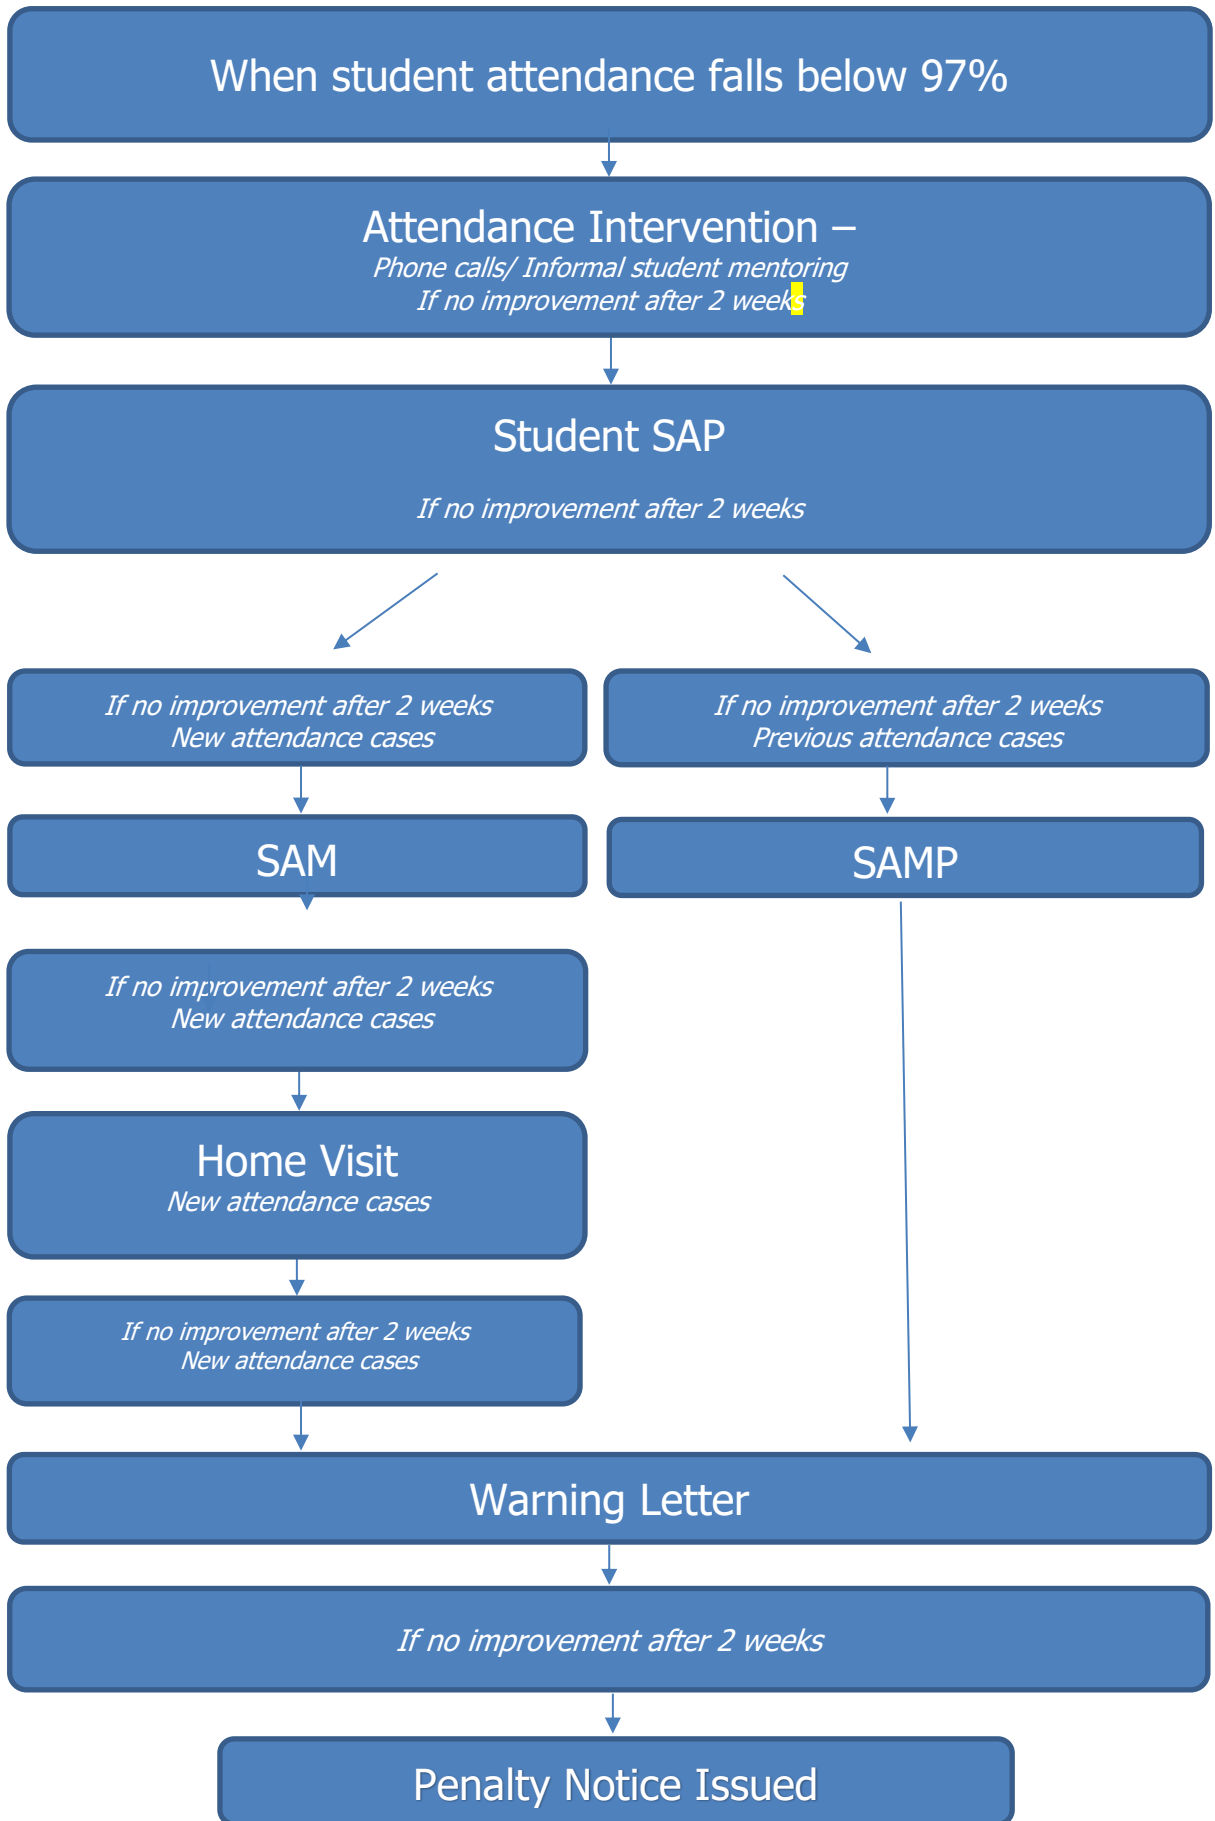 When student attendance falls below 97%
Attendance Intervention –
Phone calls/ Informal student mentoring
If no improvement after 2 weeks
Student SAP
If no improvement after 2 weeks
If no improvement after 2 weeks
New attendance cases
If no improvement after 2 weeks
Previous attendance cases
SAM
SAMP
If no improvement after 2 weeks
New attendance cases
Home Visit
New attendance cases
If no improvement after 2 weeks
New attendance cases
Warning Letter
If no improvement after 2 weeks
Penalty Notice Issued